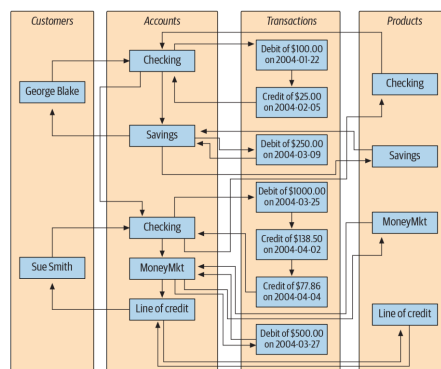 Customers
Accounts
Transactions
Products
George Blake
Sue Smith
Checking
Savings
Checking
MoneyMkt
Line of credit
Debit of $100.00
on 2004-01-22
Credit of $25.00
on 2004-02-05
Debit of $250.00
on 2004-03-09
Debit of $1000.00
on 2004-03-25
Credit of $138.50
on 2004-04-02
Credit of $77.86
on 2004-04-04
Debit of $500.00
on 2004-03-27
Checking
Savings
MoneyMkt
Line of credit